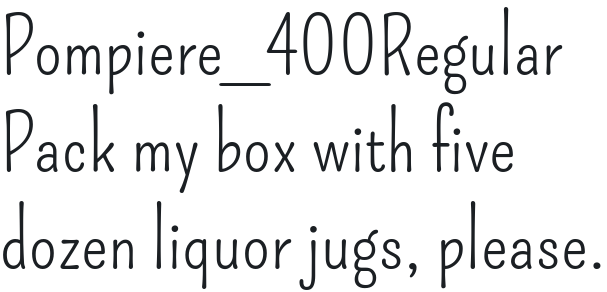 Pompiere_400Regular
Pack my box with five
dozen liquor jugs, please.